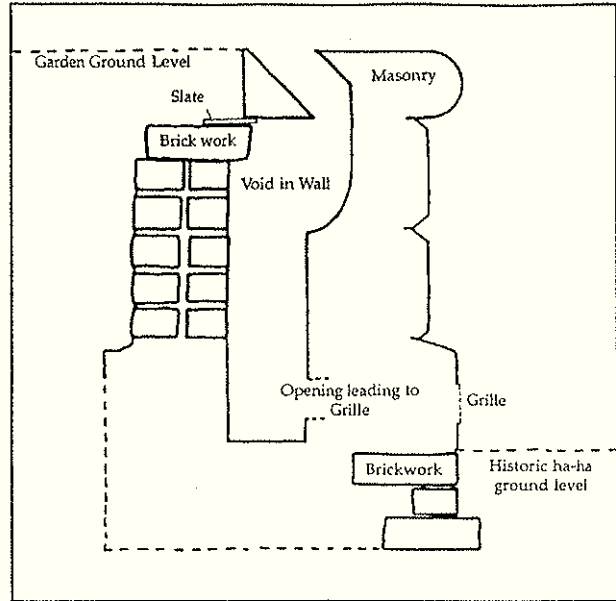 Garden Ground Level
Masonry
Slate
Brick work
Void in Wall
Opening leading to
Grille
Grille
Brickwork
Historic ha-ha
ground level